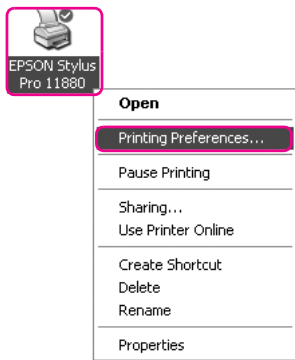 EPSON Stylus
Pro 11880
Open
Printing Preferences...
Pause Printing
Sharing...
Use Printer Online
Create Shortcut
Delete
Rename
Properties